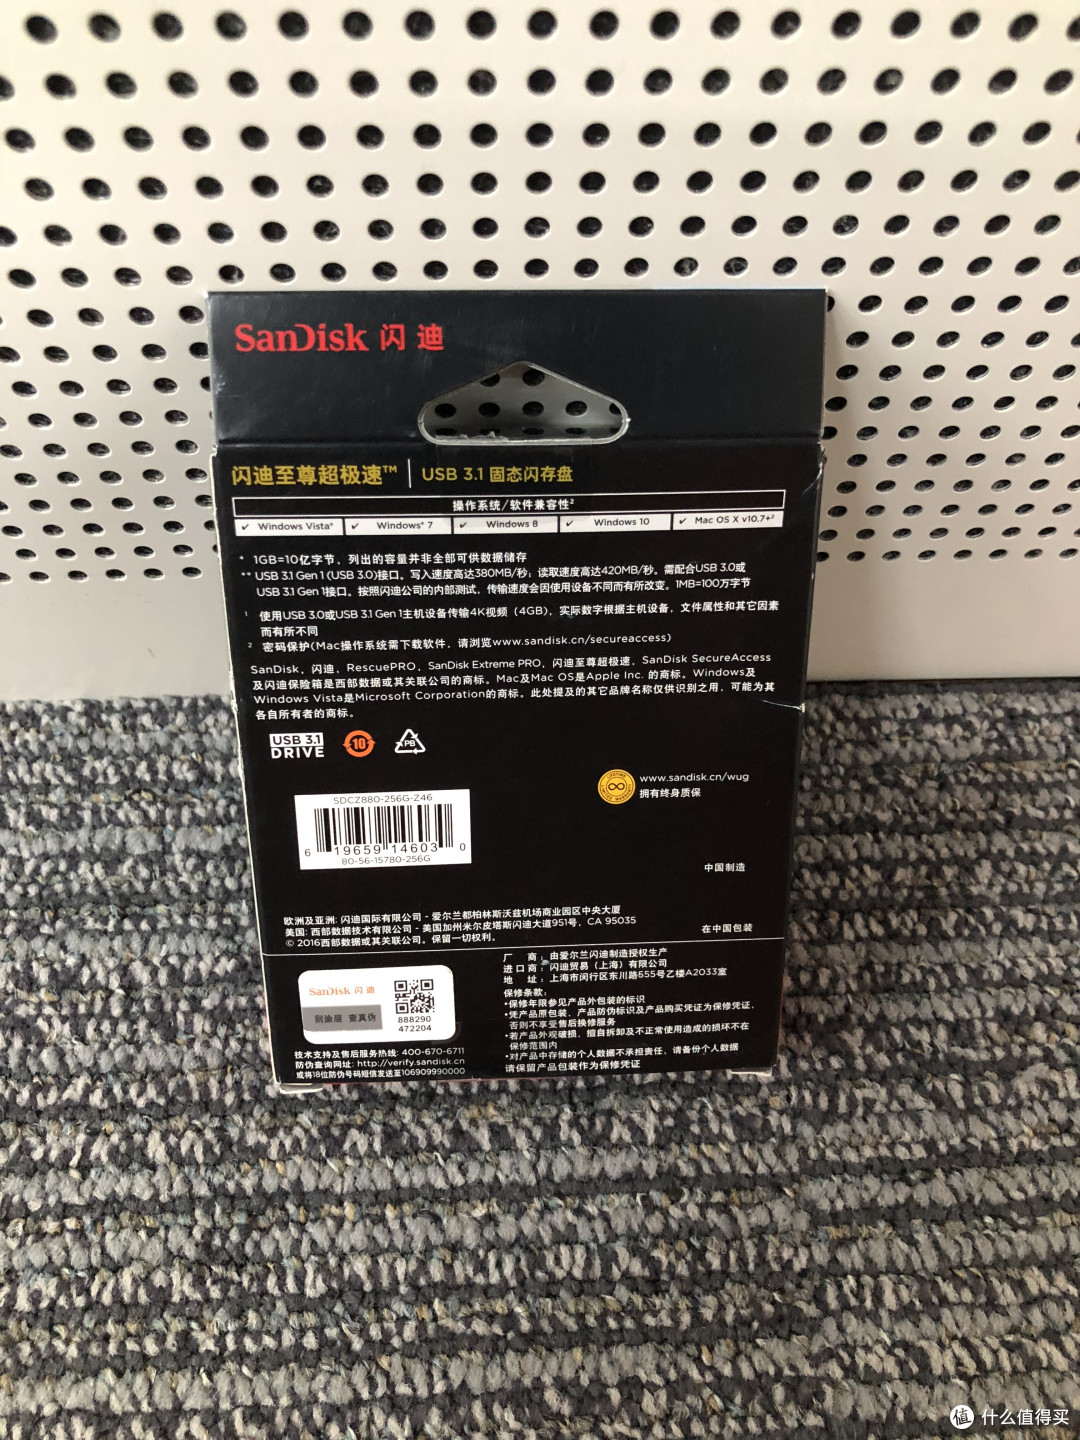 SanDisk 闪迪
闪迪至尊超极速™ | USB 3.1 固态闪存盘
操作系统/软件兼容性²
✓ Windows Vista® ✓ Windows® 7 ✓ Windows 8 ✓ Windows 10 ✓ Mac OS X v10.7+²
* 1GB=10亿字节，列出的容量并非全部可供数据储存
** USB 3.1 Gen 1 (USB 3.0)接口。写入速度高达380MB/秒；读取速度高达420MB/秒。需配合USB 3.0或
USB 3.1 Gen 1接口。按照闪迪公司的内部测试，传输速度会因使用设备不同而有所改变。1MB=100万字节
¹ 使用USB 3.0或USB 3.1 Gen 1主机设备传输4K视频（4GB），实际数字根据主机设备，文件属性和其它因素
而有所不同
² 密码保护(Mac操作系统需下载软件，请浏览www.sandisk.cn/secureaccess)
SanDisk，闪迪，RescuePRO，SanDisk Extreme PRO，闪迪至尊超极速，SanDisk SecureAccess
及闪迪保险箱是西部数据或其关联公司的商标。Mac及Mac OS是Apple Inc. 的商标。Windows及
Windows Vista是Microsoft Corporation的商标。此处提及的其它品牌名称仅供识别之用，可能为其
各自所有者的商标。
USB 3.1
DRIVE
10
PB
www.sandisk.cn/wug
拥有终身质保
SDCZ880-256G-Z46
6 19659 14603 0
80-56-15780-256G
中国制造
欧洲及亚洲: 闪迪国际有限公司 - 爱尔兰都柏林斯沃兹机场商业园区中央大厦
美国: 西部数据技术有限公司 - 美国加州米尔皮塔斯闪迪大道951号，CA 95035
© 2016西部数据或其关联公司。保留一切权利。
在中国包装
SanDisk 闪迪
刮涂层 查真伪
888290
472204
技术支持及售后服务热线: 400-670-6711
防伪查询网址: http://verify.sandisk.cn
或将18位防伪号码短信发送至106909990000
厂 商：由爱尔兰闪迪制造授权生产
进口商：闪迪贸易（上海）有限公司
地 址：上海市闵行区东川路555号乙楼A2033室
保修条款：
•保修年限参见产品外包装的标识
•凭产品原包装、产品防伪标识及产品购买凭证为保修凭证，
否则不享受售后换修服务
•若产品外观破损、擅自拆卸及不正常使用造成的损坏不在
保修范围内
•对产品中存储的个人数据不承担责任，请备份个人数据
请保留产品包装作为保修凭证
值 什么值得买